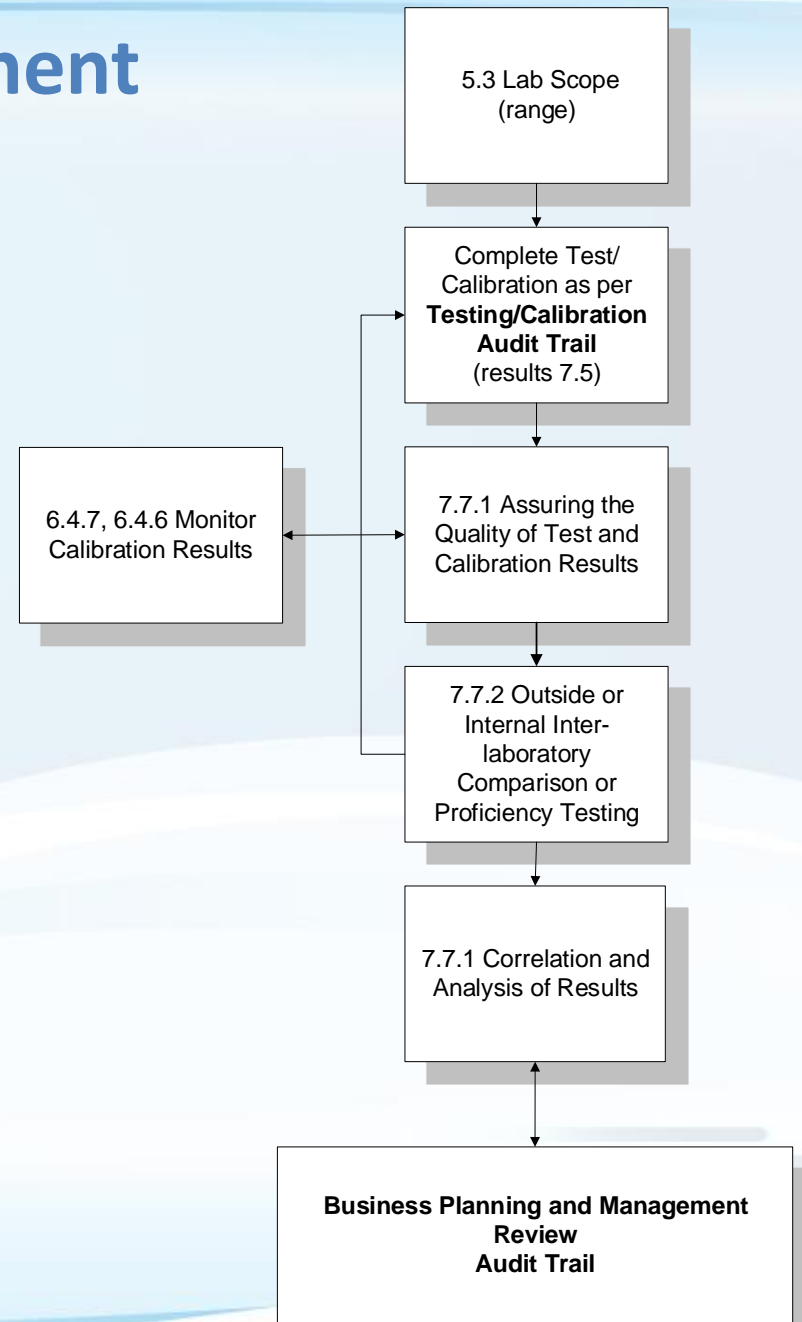 ment
5.3 Lab Scope
(range)
Complete Test/
Calibration as per
Testing/Calibration
Audit Trail
(results 7.5)
6.4.7, 6.4.6 Monitor
Calibration Results
7.7.1 Assuring the
Quality of Test and
Calibration Results
7.7.2 Outside or
Internal Inter-
laboratory
Comparison or
Proficiency Testing
7.7.1 Correlation and
Analysis of Results
Business Planning and Management
Review
Audit Trail